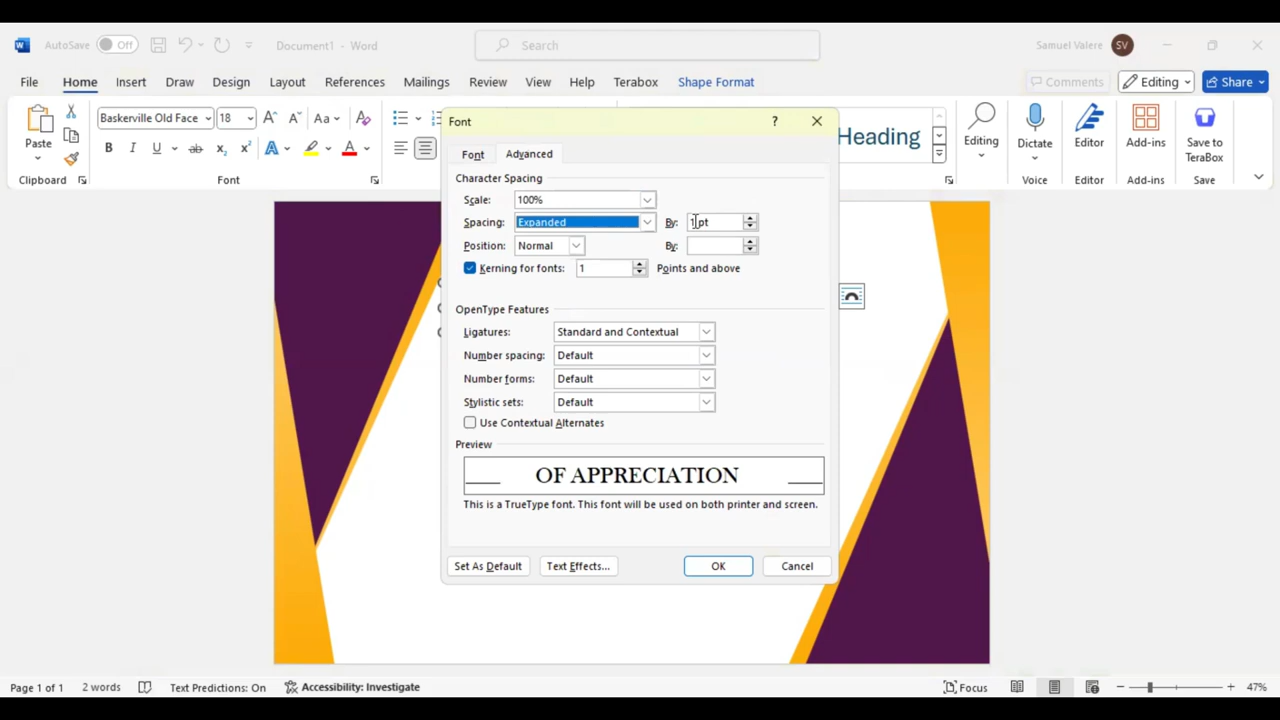 AutoSave Off Document1 - Word Search Samuel Valere SV
File Home Insert Draw Design Layout References Mailings Review View Help Terabox Shape Format Comments Editing Share
Paste Baskerville Old Face 18 Aa Heading Editing Dictate Editor Add-ins Save to TeraBox
B I U ab x₂ x² A A
Clipboard Font Voice Editor Add-ins Save
Font ?
Font Advanced
Character Spacing
Scale: 100%
Spacing: Expanded By: pt
Position: Normal By:
Kerning for fonts: 1 Points and above
OpenType Features
Ligatures: Standard and Contextual
Number spacing: Default
Number forms: Default
Stylistic sets: Default
Use Contextual Alternates
Preview
OF APPRECIATION
This is a TrueType font. This font will be used on both printer and screen.
Set As Default Text Effects... OK Cancel
Page 1 of 1 2 words Text Predictions: On Accessibility: Investigate Focus 47%